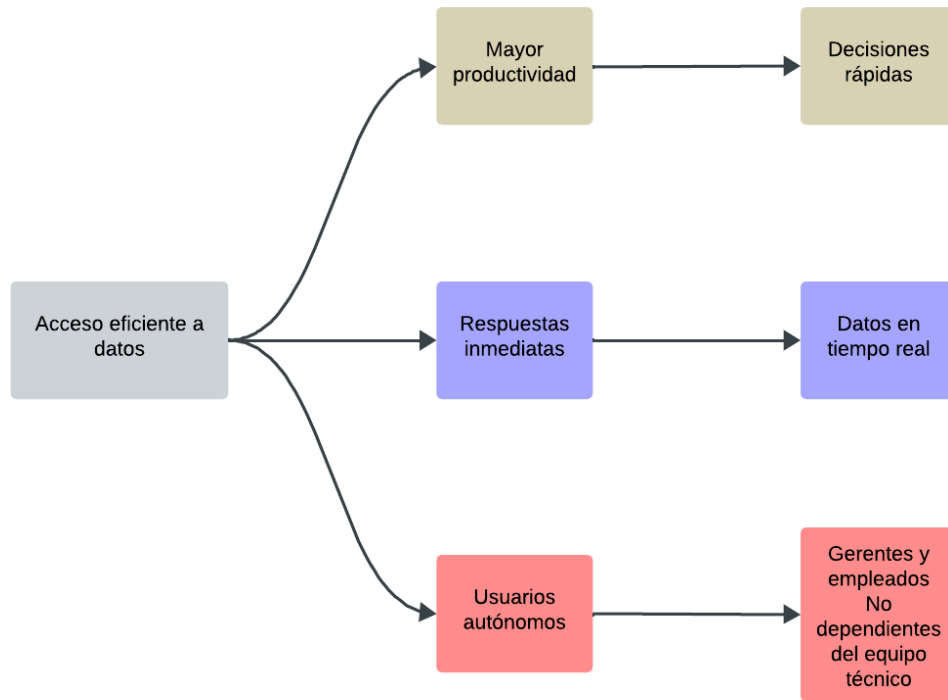 Mayor
productividad
Decisiones
rápidas
Acceso eficiente a
datos
Respuestas
inmediatas
Datos en
tiempo real
Usuarios
autónomos
Gerentes y
empleados
No
dependientes
del equipo
técnico